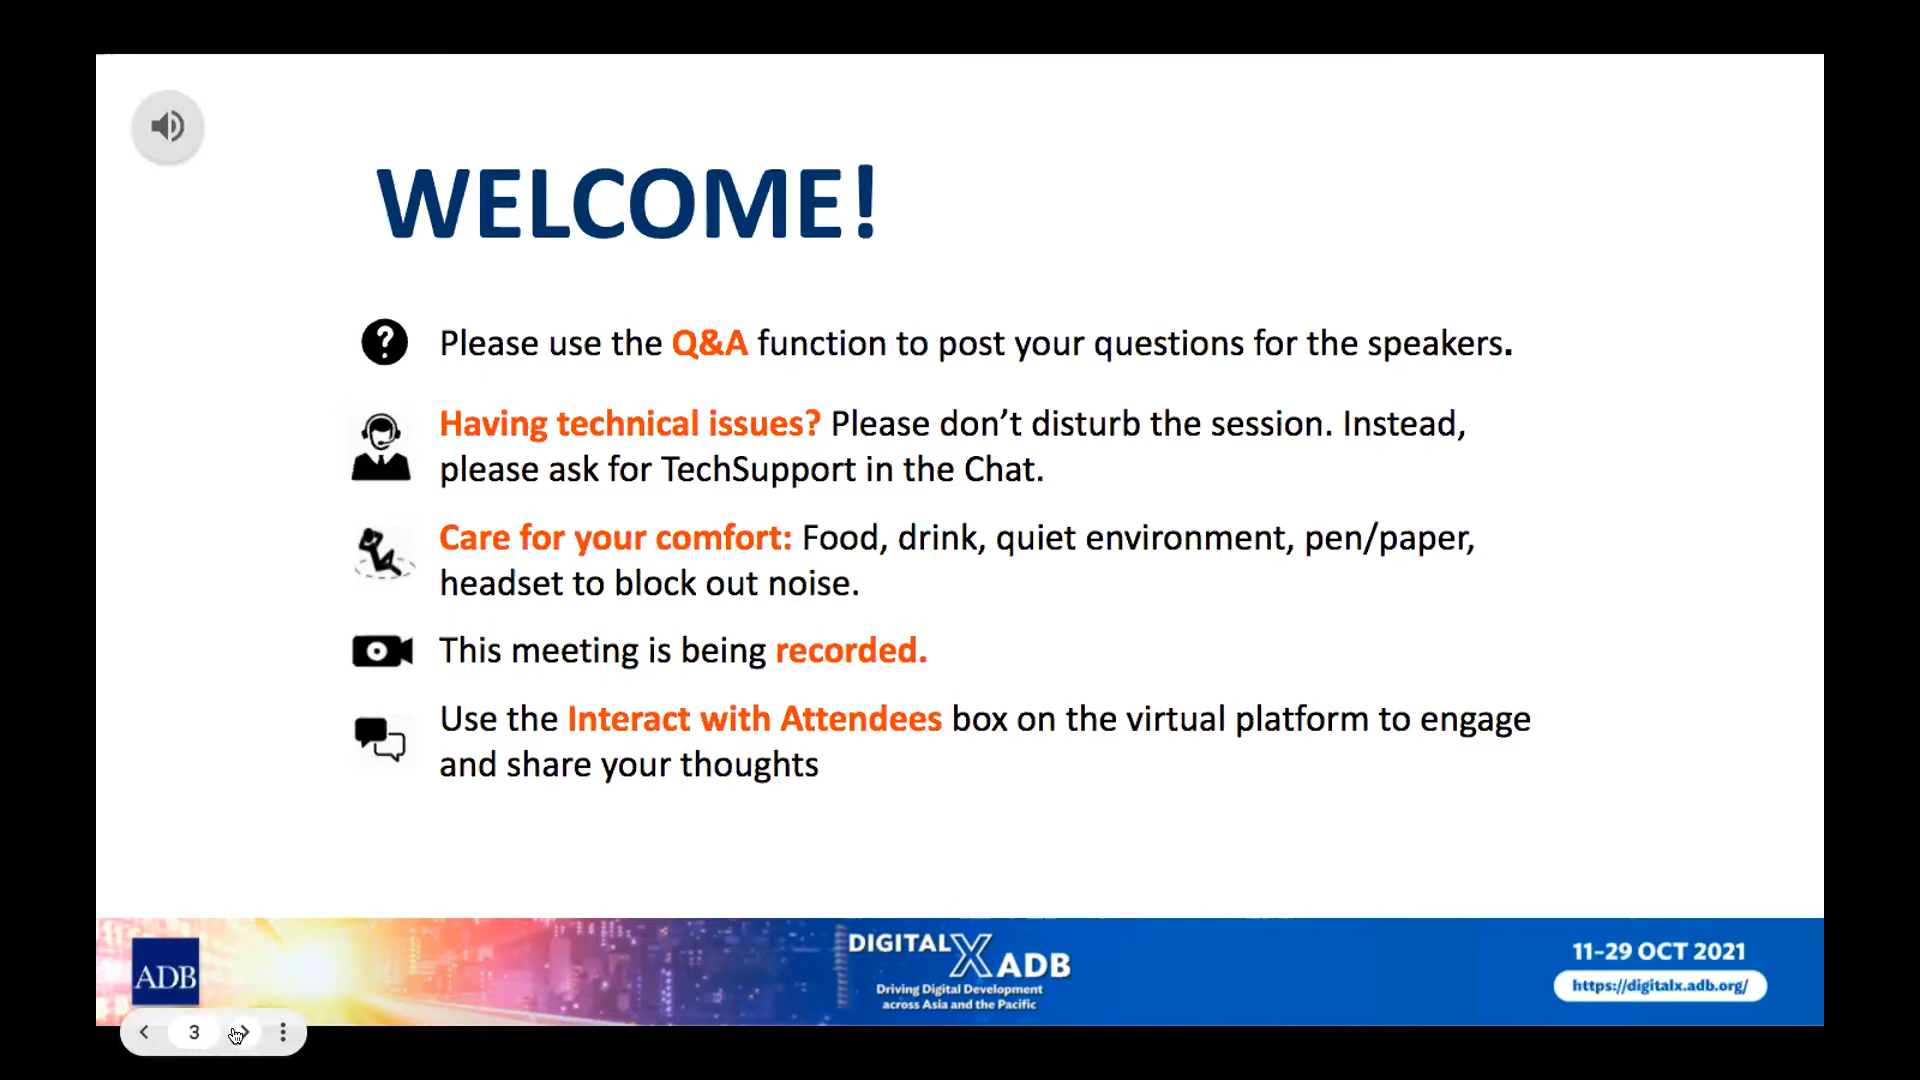 WELCOME!
Please use the Q&A function to post your questions for the speakers.
Having technical issues? Please don’t disturb the session. Instead,
please ask for TechSupport in the Chat.
Care for your comfort: Food, drink, quiet environment, pen/paper,
headset to block out noise.
This meeting is being recorded.
Use the Interact with Attendees box on the virtual platform to engage
and share your thoughts
ADB
DIGITAL X ADB
Driving Digital Development
across Asia and the Pacific
11-29 OCT 2021
https://digitalx.adb.org/
3